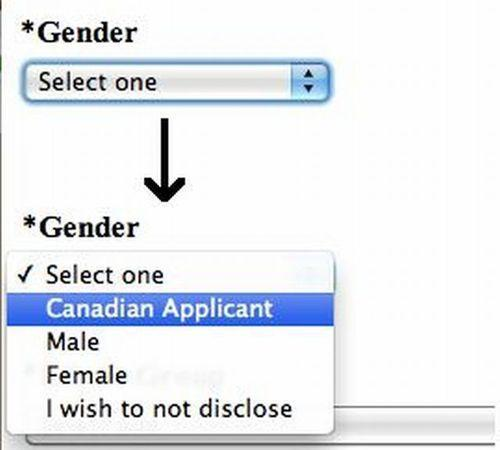 *Gender
Select one
*Gender
✓ Select one
Canadian Applicant
Male
Female
I wish to not disclose